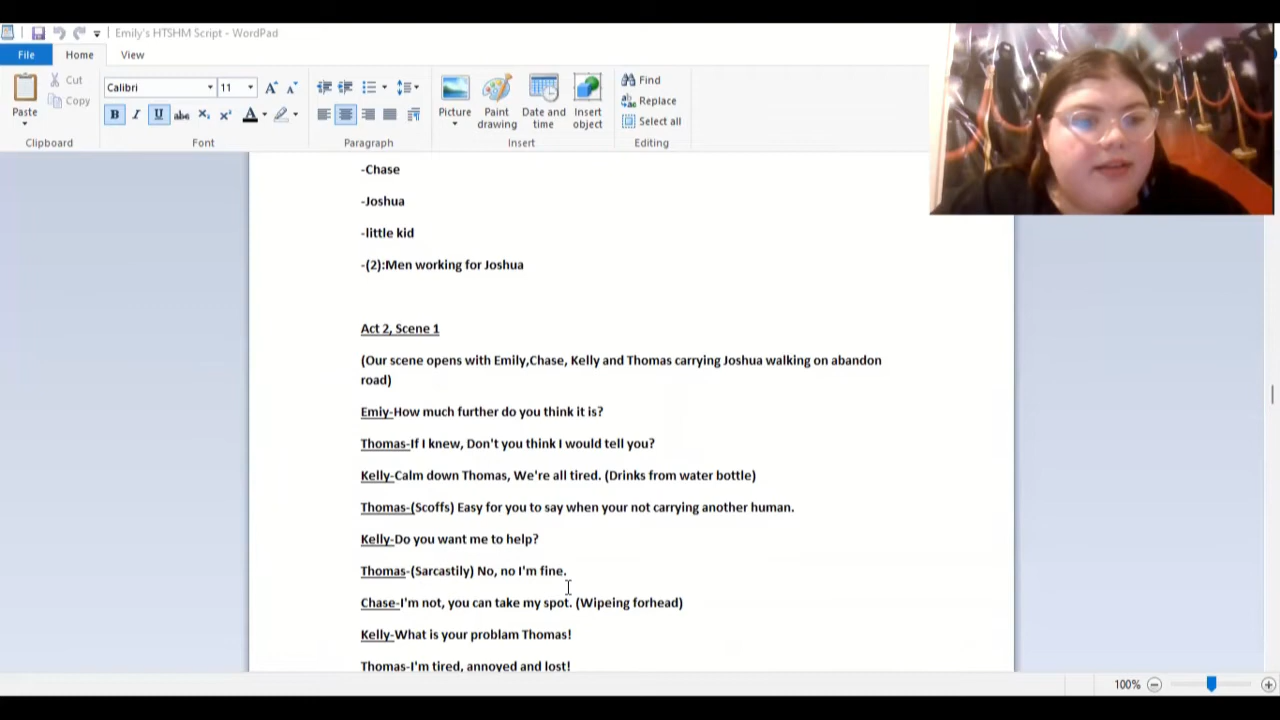 Emily's HTSHM Script - WordPad
File Home View
Cut
Copy
Paste
Clipboard
Calibri 11
Font
Paragraph
Picture
Paint drawing
Date and time
Insert object
Insert
Find
Replace
Select all
Editing
-Chase
-Joshua
-little kid
-(2):Men working for Joshua
Act 2, Scene 1
(Our scene opens with Emily,Chase, Kelly and Thomas carrying Joshua walking on abandon
road)
Emiy-How much further do you think it is?
Thomas-If I knew, Don't you think I would tell you?
Kelly-Calm down Thomas, We're all tired. (Drinks from water bottle)
Thomas-(Scoffs) Easy for you to say when your not carrying another human.
Kelly-Do you want me to help?
Thomas-(Sarcastily) No, no I'm fine.
Chase-I'm not, you can take my spot. (Wipeing forhead)
Kelly-What is your problam Thomas!
Thomas-I'm tired, annoyed and lost!
100%